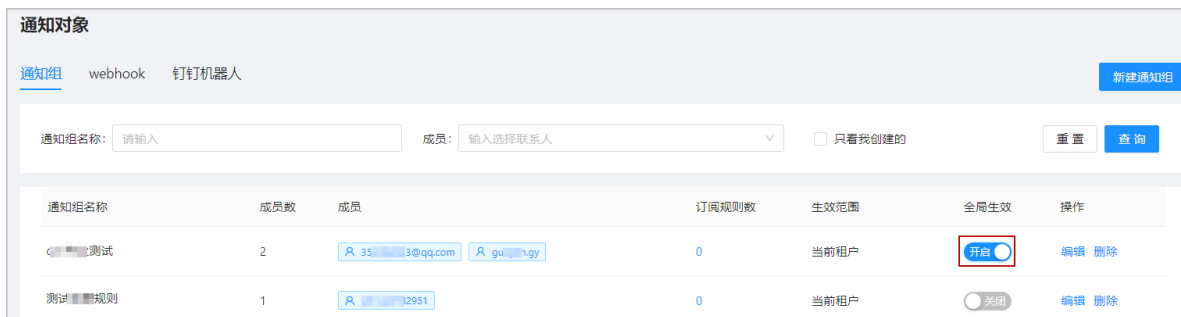 通知对象
通知组 webhook 钉钉机器人 新建通知组
通知组名称: 请输入 成员: 输入选择联系人 只看我创建的 重置 查询
通知组名称 成员数 成员 订阅规则数 生效范围 全局生效 操作
测试 2 35 3@qq.com gu n.gy 0 当前租户 开启 编辑 删除
测试 规则 1 2951 0 当前租户 关闭 编辑 删除